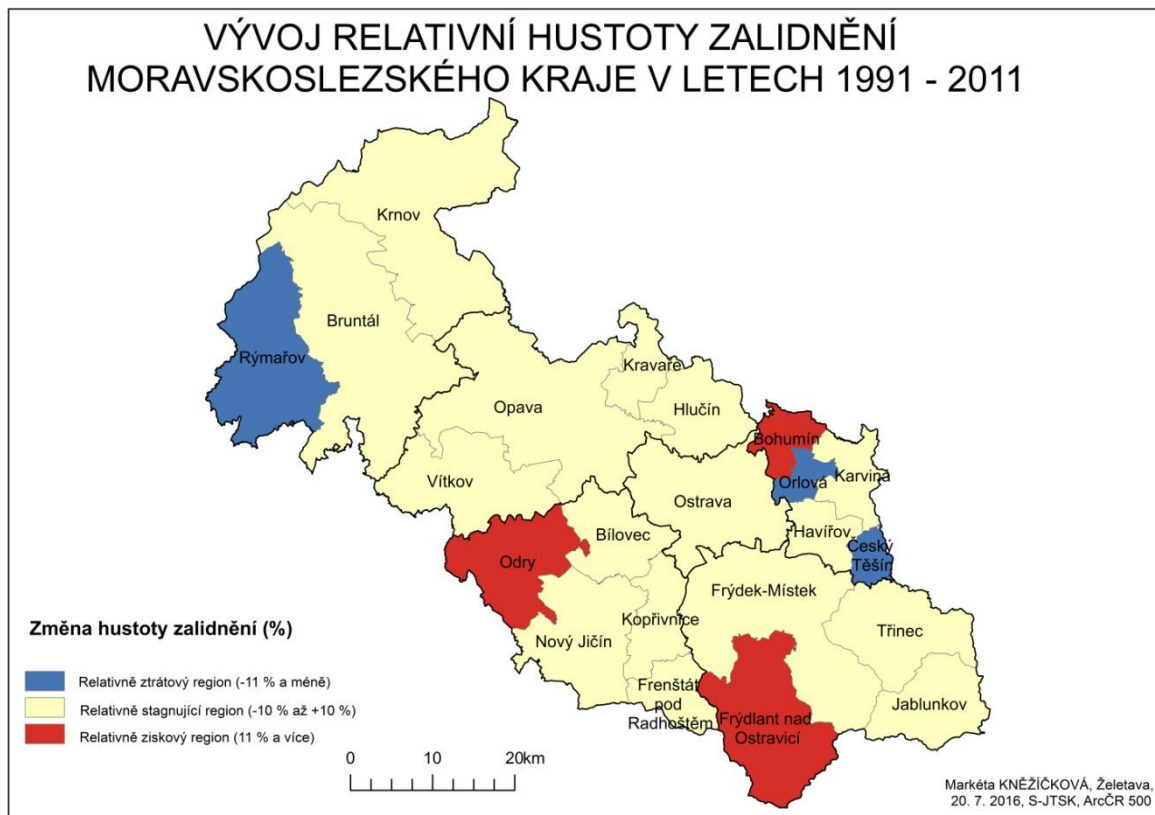 VÝVOJ RELATIVNÍ HUSTOTY ZALIDNĚNÍ
MORAVSKOSLEZSKÉHO KRAJE V LETECH 1991 - 2011
Krnov
Bruntál
Rýmařov
Kravaře
Opava
Hlučín
Bohumín
Vítkov
Orlová
Karviná
Ostrava
Bílovec
Havířov
Český
Těšín
Odry
Frýdek-Místek
Kopřivnice
Nový Jičín
Třinec
Frenštát
pod
Radhoštěm
Jablunkov
Frýdlant nad
Ostravicí
Změna hustoty zalidnění (%)
Relativně ztrátový region (-11 % a méně)
Relativně stagnující region (-10 % až +10 %)
Relativně ziskový region (11 % a více)
0 10 20km
Markéta KNĚŽÍČKOVÁ, Želetava,
20. 7. 2016, S-JTSK, ArcČR 500